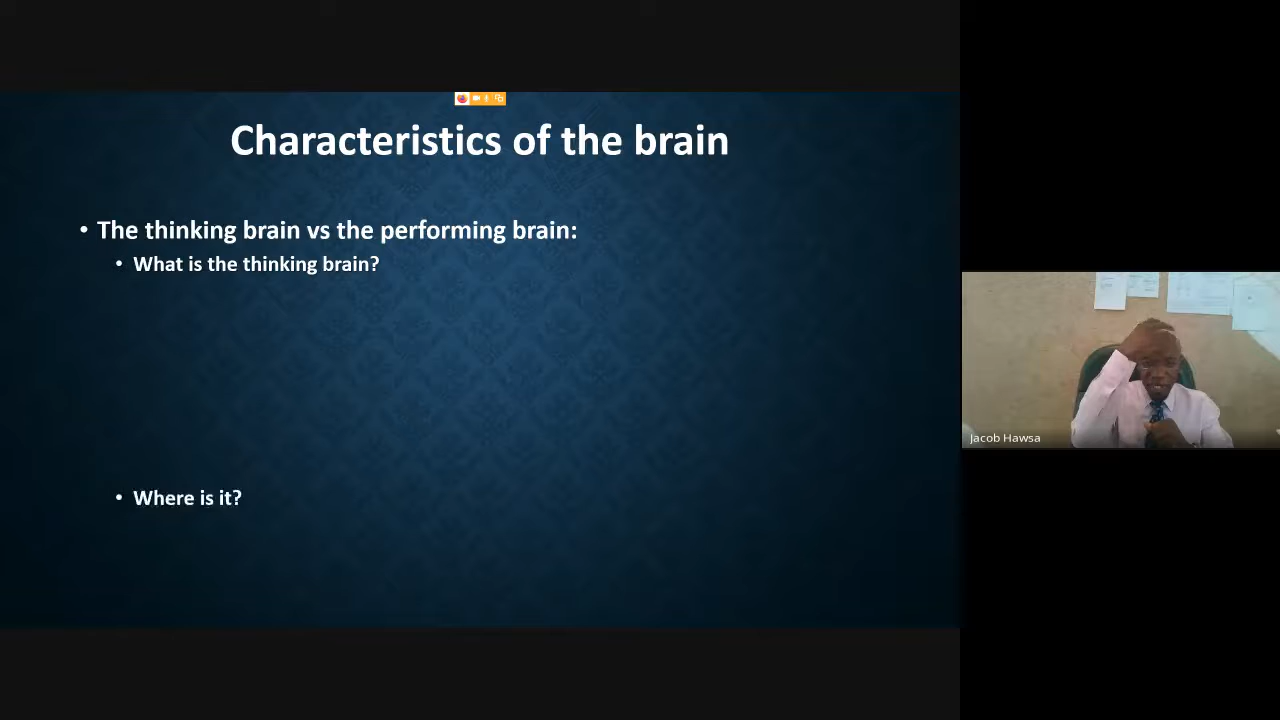 Characteristics of the brain
• The thinking brain vs the performing brain:
• What is the thinking brain?
• Where is it?
Jacob Hawsa